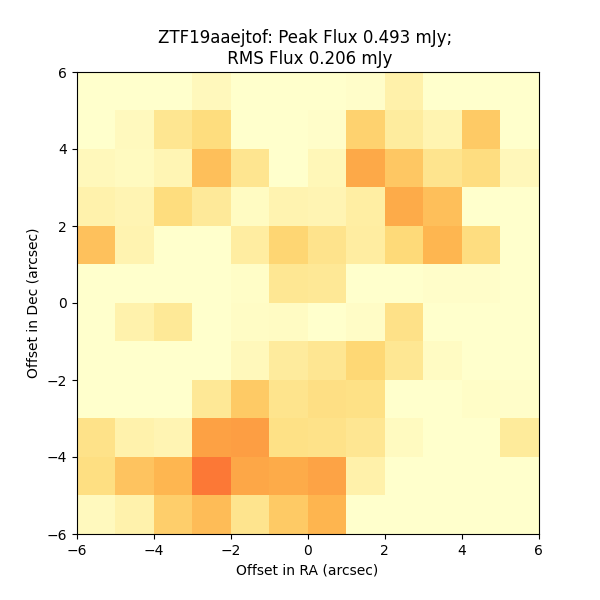 ZTF19aaejtof: Peak Flux 0.493 mJy;
RMS Flux 0.206 mJy
6
4
2
0
−2
−4
−6
Offset in Dec (arcsec)
−6 −4 −2 0 2 4 6
Offset in RA (arcsec)